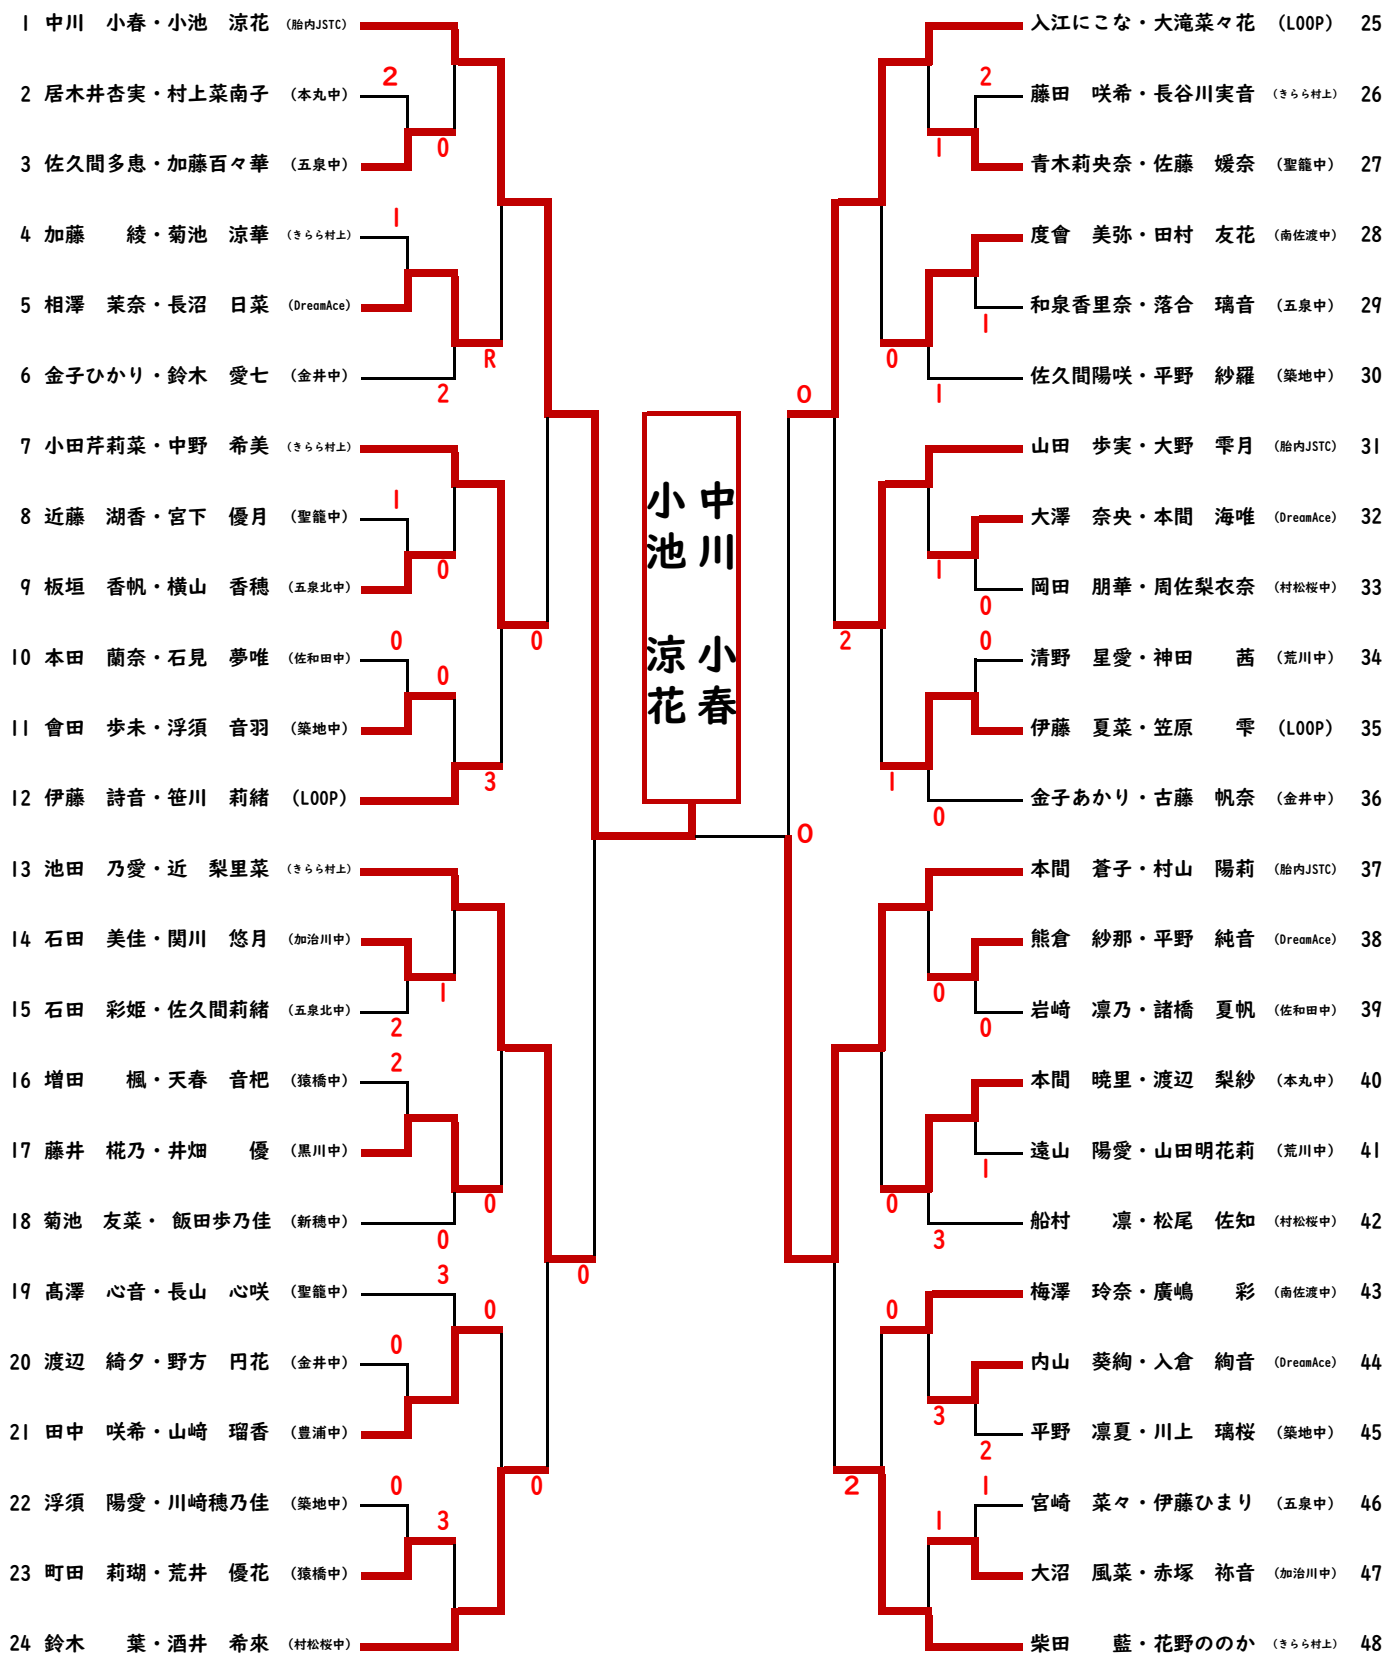 1 中川　小春・小池　涼花 (胎内JSTC)
2
2 居木井杏実・村上菜南子 (本丸中)
0
3 佐久間多恵・加藤百々華 (五泉中)
1
4 加藤　　綾・菊池　涼華 (きらら村上)
5 相澤　茉奈・長沼　日菜 (DreamAce)
R
6 金子ひかり・鈴木　愛七 (金井中)
2
7 小田芹莉菜・中野　希美 (きらら村上)
1
8 近藤　湖香・宮下　優月 (聖籠中)
0
9 板垣　香帆・横山　香穂 (五泉北中)
0
0
0
10 本田　蘭奈・石見　夢唯 (佐和田中)
11 會田　歩未・浮須　音羽 (築地中)
3
12 伊藤　詩音・笹川　莉緒 (LOOP)
13 池田　乃愛・近　梨里菜 (きらら村上)
14 石田　美佳・関川　悠月 (加治川中)
1
15 石田　彩姫・佐久間莉緒 (五泉北中)
2
2
16 増田　　楓・天春　音杷 (猿橋中)
17 藤井　椛乃・井畑　　優 (黒川中)
0
18 菊池　友菜・ 飯田歩乃佳 (新穂中)
0
3
0
19 髙澤　心音・長山　心咲 (聖籠中)
0
0
20 渡辺　綺夕・野方　円花 (金井中)
21 田中　咲希・山﨑　瑠香 (豊浦中)
0
0
22 浮須　陽愛・川﨑穂乃佳 (築地中)
3
23 町田　莉瑚・荒井　優花 (猿橋中)
24 鈴木　　葉・酒井　希來 (村松桜中)
中川　小春
小池　涼花
0
0
入江にこな・大滝菜々花 (LOOP) 25
2
藤田　咲希・長谷川実音 (きらら村上) 26
1
青木莉央奈・佐藤　媛奈 (聖籠中) 27
度會　美弥・田村　友花 (南佐渡中) 28
和泉香里奈・落合　璃音 (五泉中) 29
1
0
佐久間陽咲・平野　紗羅 (築地中) 30
1
山田　歩実・大野　雫月 (胎内JSTC) 31
大澤　奈央・本間　海唯 (DreamAce) 32
1
岡田　朋華・周佐梨衣奈 (村松桜中) 33
0
2
0
清野　星愛・神田　　茜 (荒川中) 34
伊藤　夏菜・笠原　　雫 (LOOP) 35
1
金子あかり・古藤　帆奈 (金井中) 36
0
本間　蒼子・村山　陽莉 (胎内JSTC) 37
熊倉　紗那・平野　純音 (DreamAce) 38
0
岩﨑　凛乃・諸橋　夏帆 (佐和田中) 39
0
本間　暁里・渡辺　梨紗 (本丸中) 40
遠山　陽愛・山田明花莉 (荒川中) 41
1
0
船村　　凛・松尾　佐知 (村松桜中) 42
3
梅澤　玲奈・廣嶋　　彩 (南佐渡中) 43
0
内山　葵絢・入倉　絢音 (DreamAce) 44
3
平野　凛夏・川上　璃桜 (築地中) 45
2
2
1
宮崎　菜々・伊藤ひまり (五泉中) 46
1
大沼　風菜・赤塚　祢音 (加治川中) 47
柴田　　藍・花野ののか (きらら村上) 48